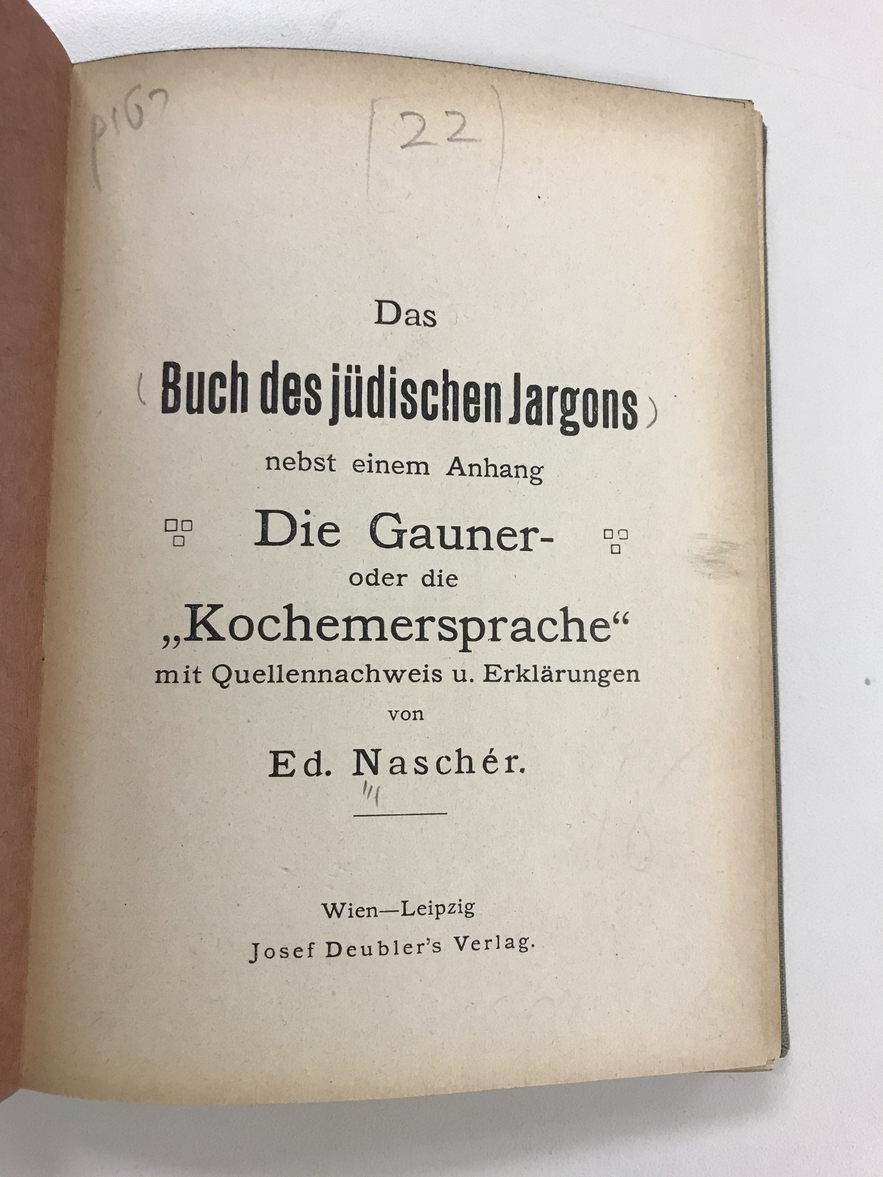 [22]
Das
(Buch des jüdischen Jargons)
nebst einem Anhang
Die Gauner-
oder die
„Kochemersprache“
mit Quellennachweis u. Erklärungen
von
Ed. Naschér.
Wien—Leipzig
Josef Deubler's Verlag.